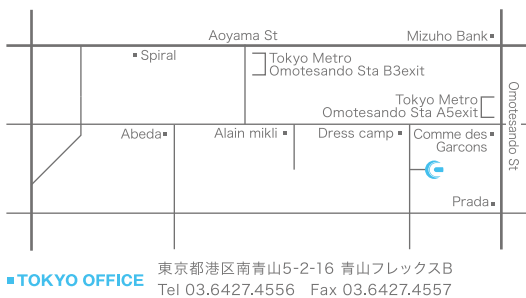 Aoyama St
Mizuho Bank
Spiral
Tokyo Metro
Omotesando Sta B3exit
Tokyo Metro
Omotesando Sta A5exit
Omotesando St
Abeda
Alain mikli
Dress camp
Comme des
Garcons
Prada
TOKYO OFFICE
東京都港区南青山5-2-16 青山フレックスB
Tel 03.6427.4556 Fax 03.6427.4557